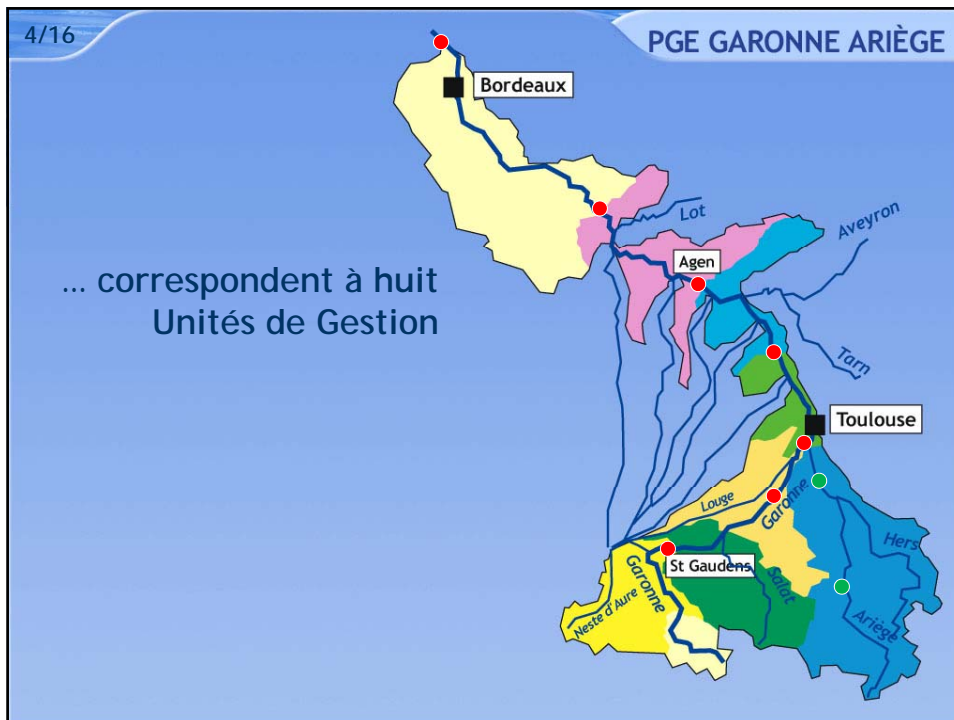 4/16
PGE GARONNE ARIÈGE
Bordeaux
Lot
Aveyron
Agen
... correspondent à huit
Unités de Gestion
Tarn
Toulouse
Louge
Garonne
Hers
St Gaudens
Garonne
Salat
Neste d'Aure
Ariège